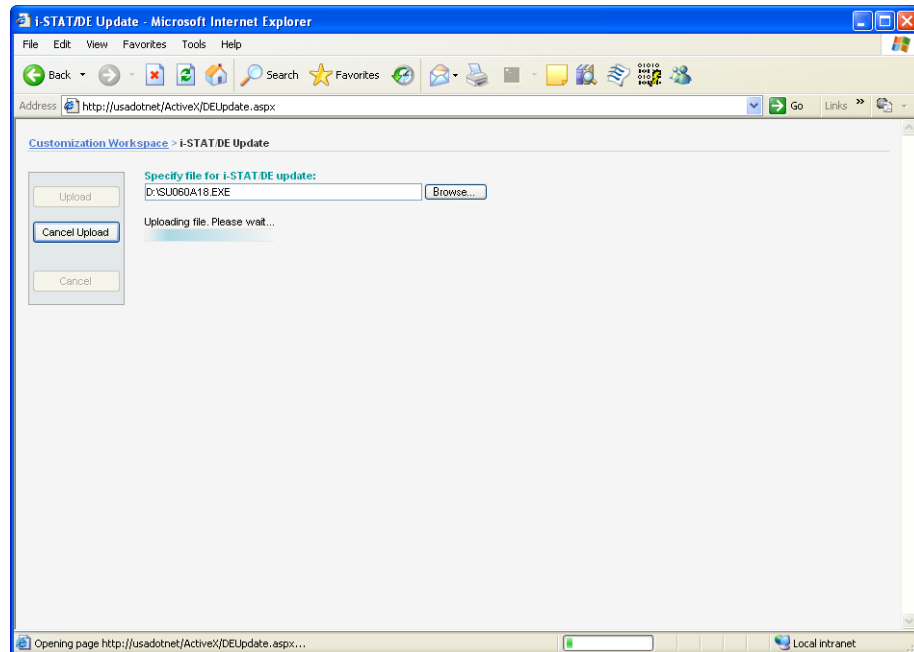 i-STAT/DE Update - Microsoft Internet Explorer
File Edit View Favorites Tools Help
Back Search Favorites
Address http://usadotnet/ActiveX/DEUpdate.aspx Go Links »
Customization Workspace > i-STAT/DE Update
Specify file for i-STAT/DE update:
Upload D:\SU060A18.EXE Browse...
Cancel Upload Uploading file. Please wait...
Cancel
Opening page http://usadotnet/ActiveX/DEUpdate.aspx... Local intranet